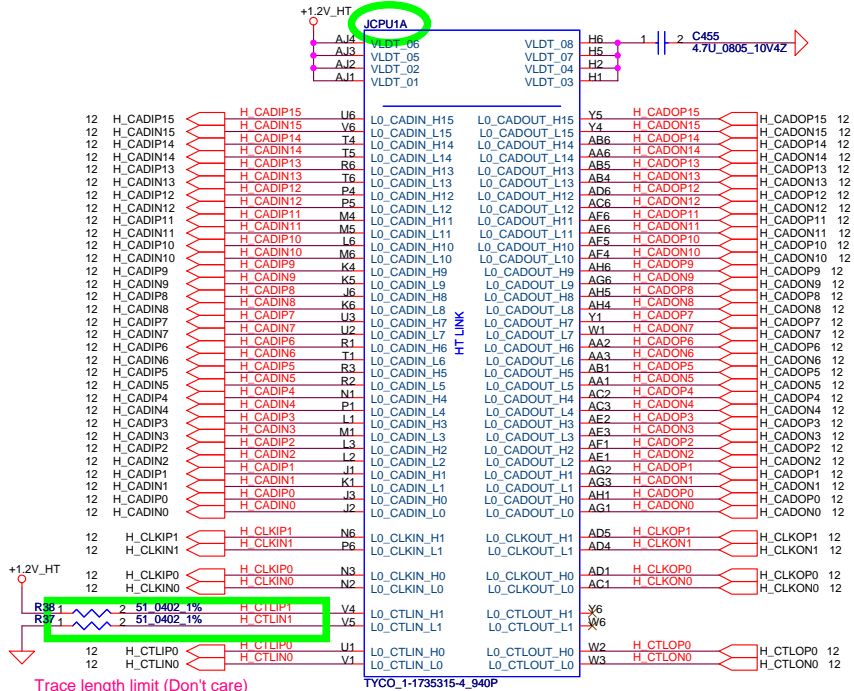 +1.2V_HT
JCPU1A
AJ4 VLDT_06 VLDT_08 H6 1 2 C455
AJ3 VLDT_05 VLDT_07 H5 4.7U_0805_10V4Z
AJ2 VLDT_02 VLDT_04 H2
AJ1 VLDT_01 VLDT_03 H1
12 H_CADIP15 H_CADIP15 U6 L0_CADIN_H15 L0_CADOUT_H15 Y5 H_CADOP15 H_CADOP15 12
12 H_CADIN15 H_CADIN15 V6 L0_CADIN_L15 L0_CADOUT_L15 Y4 H_CADON15 H_CADON15 12
12 H_CADIP14 H_CADIP14 T4 L0_CADIN_H14 L0_CADOUT_H14 AB6 H_CADOP14 H_CADOP14 12
12 H_CADIN14 H_CADIN14 T5 L0_CADIN_L14 L0_CADOUT_L14 AA6 H_CADON14 H_CADON14 12
12 H_CADIP13 H_CADIP13 R6 L0_CADIN_H13 L0_CADOUT_H13 AB5 H_CADOP13 H_CADOP13 12
12 H_CADIN13 H_CADIN13 T6 L0_CADIN_L13 L0_CADOUT_L13 AB4 H_CADON13 H_CADON13 12
12 H_CADIP12 H_CADIP12 P4 L0_CADIN_H12 L0_CADOUT_H12 AD6 H_CADOP12 H_CADOP12 12
12 H_CADIN12 H_CADIN12 P5 L0_CADIN_L12 L0_CADOUT_L12 AC6 H_CADON12 H_CADON12 12
12 H_CADIP11 H_CADIP11 M4 L0_CADIN_H11 L0_CADOUT_H11 AF6 H_CADOP11 H_CADOP11 12
12 H_CADIN11 H_CADIN11 M5 L0_CADIN_L11 L0_CADOUT_L11 AE6 H_CADON11 H_CADON11 12
12 H_CADIP10 H_CADIP10 L6 L0_CADIN_H10 L0_CADOUT_H10 AF5 H_CADOP10 H_CADOP10 12
12 H_CADIN10 H_CADIN10 M6 L0_CADIN_L10 L0_CADOUT_L10 AF4 H_CADON10 H_CADON10 12
12 H_CADIP9 H_CADIP9 K4 L0_CADIN_H9 L0_CADOUT_H9 AH6 H_CADOP9 H_CADOP9 12
12 H_CADIN9 H_CADIN9 K5 L0_CADIN_L9 L0_CADOUT_L9 AG6 H_CADON9 H_CADON9 12
12 H_CADIP8 H_CADIP8 J6 L0_CADIN_H8 L0_CADOUT_H8 AH5 H_CADOP8 H_CADOP8 12
12 H_CADIN8 H_CADIN8 K6 L0_CADIN_L8 L0_CADOUT_L8 AH4 H_CADON8 H_CADON8 12
12 H_CADIP7 H_CADIP7 U3 L0_CADIN_H7 L0_CADOUT_H7 Y1 H_CADOP7 H_CADOP7 12
12 H_CADIN7 H_CADIN7 U2 L0_CADIN_L7 L0_CADOUT_L7 W1 H_CADON7 H_CADON7 12
HT LINK
12 H_CADIP6 H_CADIP6 R1 L0_CADIN_H6 L0_CADOUT_H6 AA2 H_CADOP6 H_CADOP6 12
12 H_CADIN6 H_CADIN6 T1 L0_CADIN_L6 L0_CADOUT_L6 AA3 H_CADON6 H_CADON6 12
12 H_CADIP5 H_CADIP5 R3 L0_CADIN_H5 L0_CADOUT_H5 AB1 H_CADOP5 H_CADOP5 12
12 H_CADIN5 H_CADIN5 R2 L0_CADIN_L5 L0_CADOUT_L5 AA1 H_CADON5 H_CADON5 12
12 H_CADIP4 H_CADIP4 N1 L0_CADIN_H4 L0_CADOUT_H4 AC2 H_CADOP4 H_CADOP4 12
12 H_CADIN4 H_CADIN4 P1 L0_CADIN_L4 L0_CADOUT_L4 AC3 H_CADON4 H_CADON4 12
12 H_CADIP3 H_CADIP3 L1 L0_CADIN_H3 L0_CADOUT_H3 AE2 H_CADOP3 H_CADOP3 12
12 H_CADIN3 H_CADIN3 M1 L0_CADIN_L3 L0_CADOUT_L3 AE3 H_CADON3 H_CADON3 12
12 H_CADIP2 H_CADIP2 L3 L0_CADIN_H2 L0_CADOUT_H2 AF1 H_CADOP2 H_CADOP2 12
12 H_CADIN2 H_CADIN2 L2 L0_CADIN_L2 L0_CADOUT_L2 AE1 H_CADON2 H_CADON2 12
12 H_CADIP1 H_CADIP1 J1 L0_CADIN_H1 L0_CADOUT_H1 AG2 H_CADOP1 H_CADOP1 12
12 H_CADIN1 H_CADIN1 K1 L0_CADIN_L1 L0_CADOUT_L1 AG3 H_CADON1 H_CADON1 12
12 H_CADIP0 H_CADIP0 J3 L0_CADIN_H0 L0_CADOUT_H0 AH1 H_CADOP0 H_CADOP0 12
12 H_CADIN0 H_CADIN0 J2 L0_CADIN_L0 L0_CADOUT_L0 AG1 H_CADON0 H_CADON0 12
12 H_CLKIP1 H_CLKIP1 N6 L0_CLKIN_H1 L0_CLKOUT_H1 AD5 H_CLKOP1 H_CLKOP1 12
12 H_CLKIN1 H_CLKIN1 P6 L0_CLKIN_L1 L0_CLKOUT_L1 AD4 H_CLKON1 H_CLKON1 12
+1.2V_HT
12 H_CLKIP0 H_CLKIP0 N3 L0_CLKIN_H0 L0_CLKOUT_H0 AD1 H_CLKOP0 H_CLKOP0 12
12 H_CLKIN0 H_CLKIN0 N2 L0_CLKIN_L0 L0_CLKOUT_L0 AC1 H_CLKON0 H_CLKON0 12
R38 1 2 51_0402_1% H_CTLIP1 V4 L0_CTLIN_H1 L0_CTLOUT_H1 Y6
R37 1 2 51_0402_1% H_CTLIN1 V5 L0_CTLIN_L1 L0_CTLOUT_L1 W6
12 H_CTLIP0 H_CTLIP0 U1 L0_CTLIN_H0 L0_CTLOUT_H0 W2 H_CTLOP0 H_CTLOP0 12
12 H_CTLIN0 H_CTLIN0 V1 L0_CTLIN_L0 L0_CTLOUT_L0 W3 H_CTLON0 H_CTLON0 12
Trace length limit (Don't care)
TYCO_1-1735315-4_940P